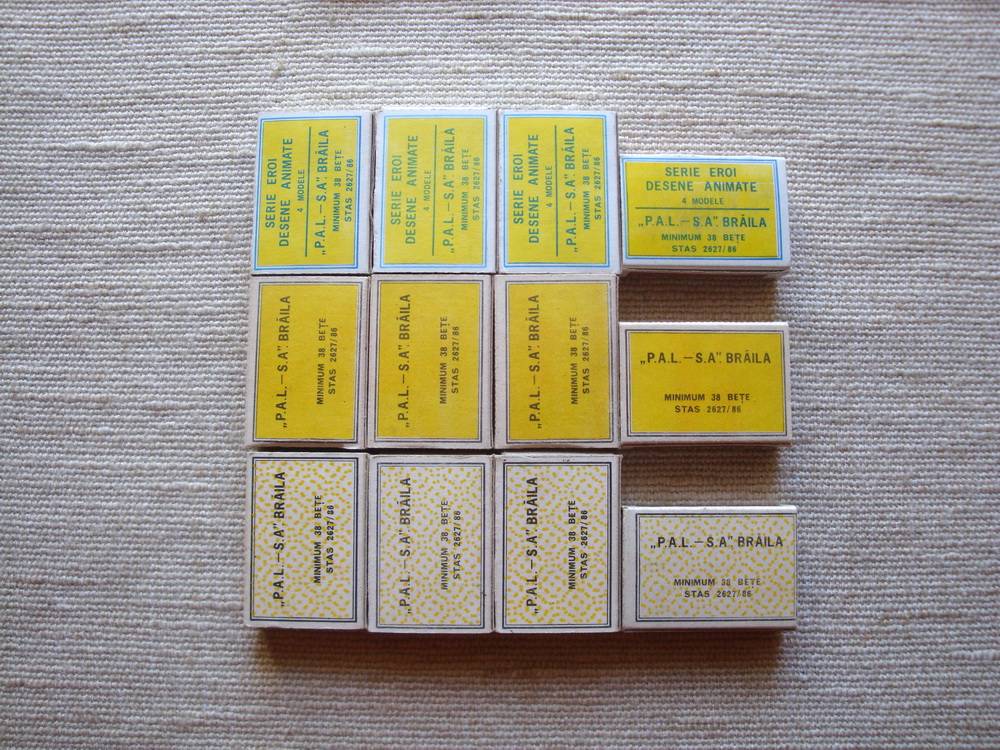 SERIE EROI
DESENE ANIMATE
4 MODELE
„P.A.L.–S.A”. BRĂILA
MINIMUM 38 BEȚE
STAS 2627/86
SERIE EROI
DESENE ANIMATE
4 MODELE
„P.A.L.–S.A”. BRĂILA
MINIMUM 38 BEȚE
STAS 2627/86
SERIE EROI
DESENE ANIMATE
4 MODELE
„P.A.L.–S.A”. BRĂILA
MINIMUM 38 BEȚE
STAS 2627/86
SERIE EROI
DESENE ANIMATE
4 MODELE
„P.A.L.–S.A”. BRĂILA
MINIMUM 38 BEȚE
STAS 2627/86
„P.A.L.–S.A”. BRĂILA
MINIMUM 38 BEȚE
STAS 2627/86
„P.A.L.–S.A”. BRĂILA
MINIMUM 38 BEȚE
STAS 2627/86
„P.A.L.–S.A”. BRĂILA
MINIMUM 38 BEȚE
STAS 2627/86
„P.A.L.–S.A”. BRĂILA
MINIMUM 38 BEȚE
STAS 2627/86
„P.A.L.–S.A”. BRĂILA
MINIMUM 38 BEȚE
STAS 2627/86
„P.A.L.–S.A”. BRĂILA
MINIMUM 38 BEȚE
STAS 2627/86
„P.A.L.–S.A”. BRĂILA
MINIMUM 38 BEȚE
STAS 2627/86
„P.A.L.–S.A”. BRĂILA
MINIMUM 38 BEȚE
STAS 2627/86